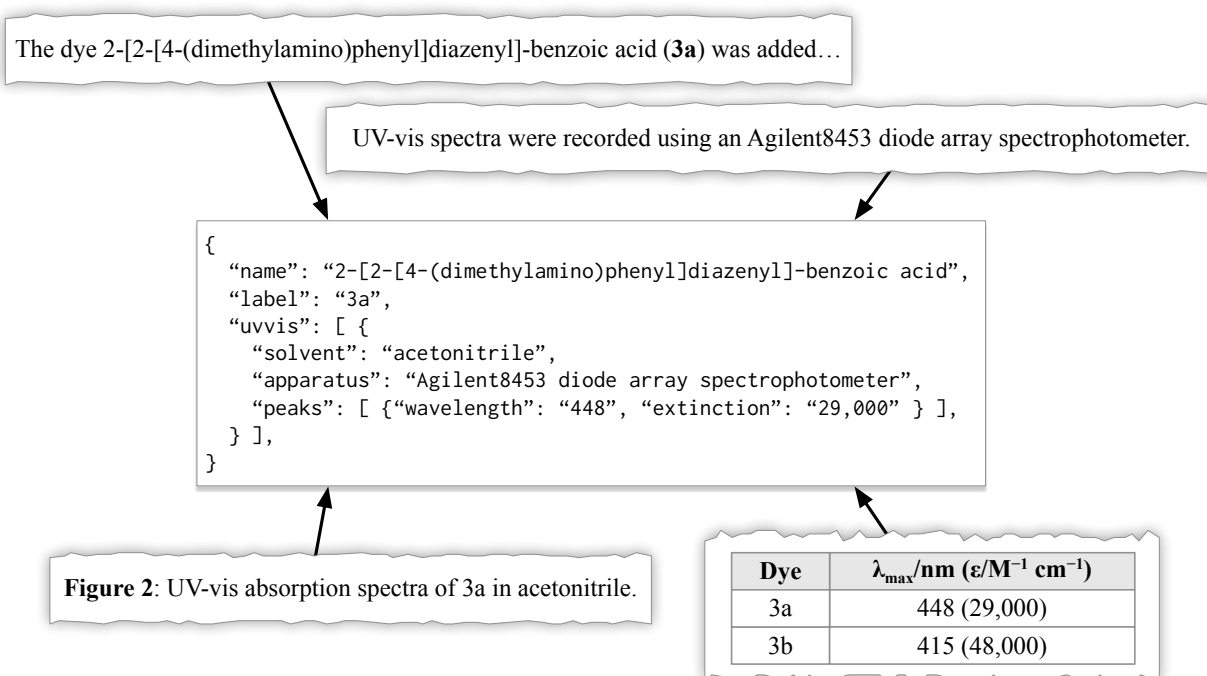 The dye 2-[2-[4-(dimethylamino)phenyl]diazenyl]-benzoic acid (3a) was added…
UV-vis spectra were recorded using an Agilent8453 diode array spectrophotometer.
{
“name”: “2-[2-[4-(dimethylamino)phenyl]diazenyl]-benzoic acid”,
“label”: “3a”,
“uvvis”: [ {
“solvent”: “acetonitrile”,
“apparatus”: “Agilent8453 diode array spectrophotometer”,
“peaks”: [ {“wavelength”: “448”, “extinction”: “29,000” } ],
} ],
}
Figure 2: UV-vis absorption spectra of 3a in acetonitrile.
Dye λmax/nm (ε/M⁻¹ cm⁻¹)
3a 448 (29,000)
3b 415 (48,000)